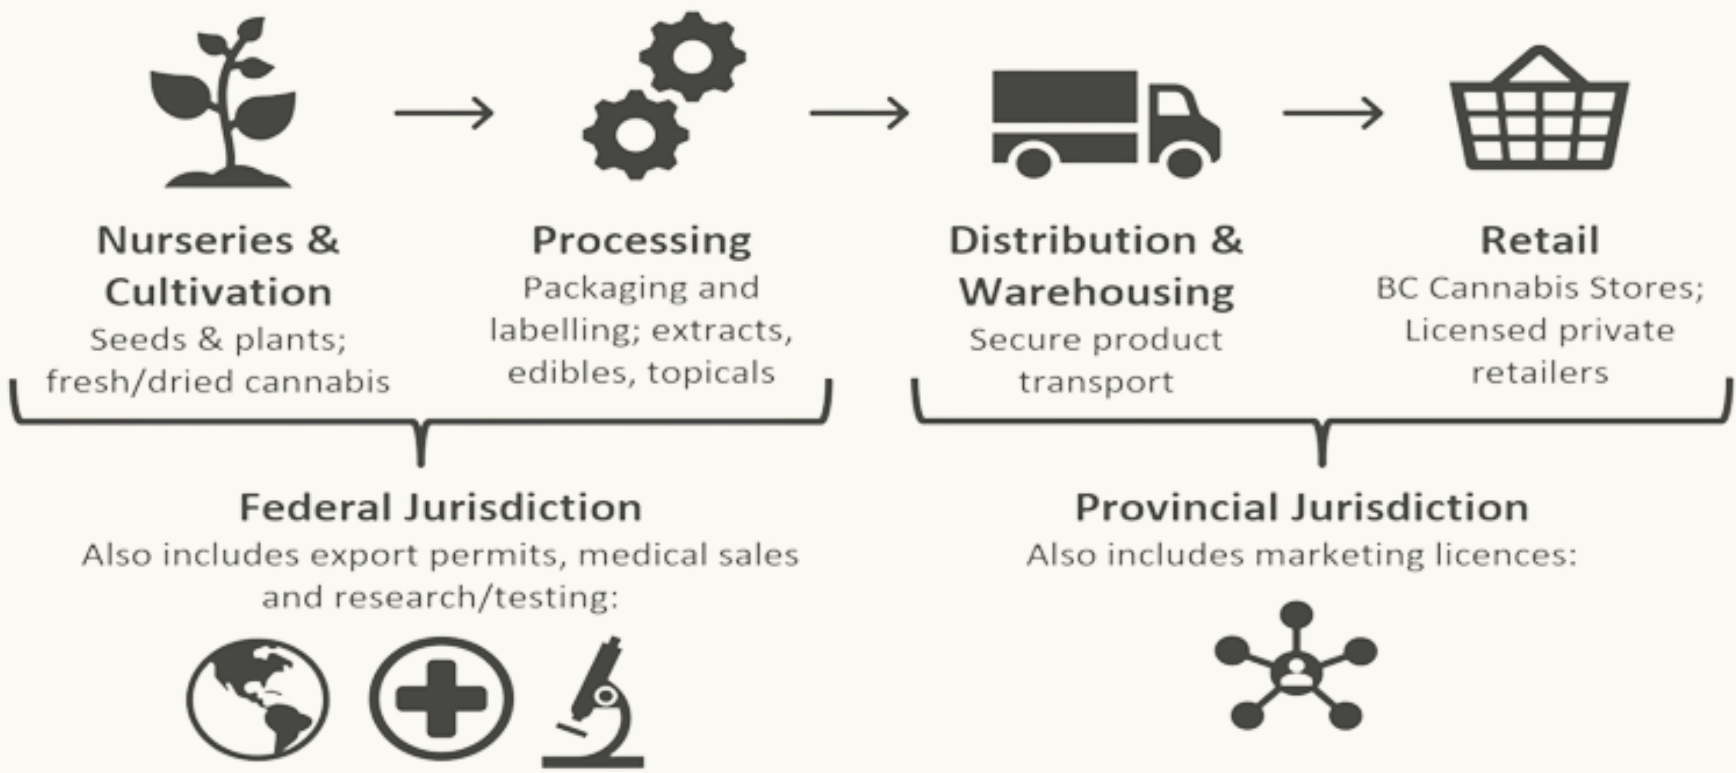 Nurseries &
Cultivation
Seeds & plants;
fresh/dried cannabis
Processing
Packaging and
labelling; extracts,
edibles, topicals
Distribution &
Warehousing
Secure product
transport
Retail
BC Cannabis Stores;
Licensed private
retailers
Federal Jurisdiction
Also includes export permits, medical sales
and research/testing:
Provincial Jurisdiction
Also includes marketing licences: